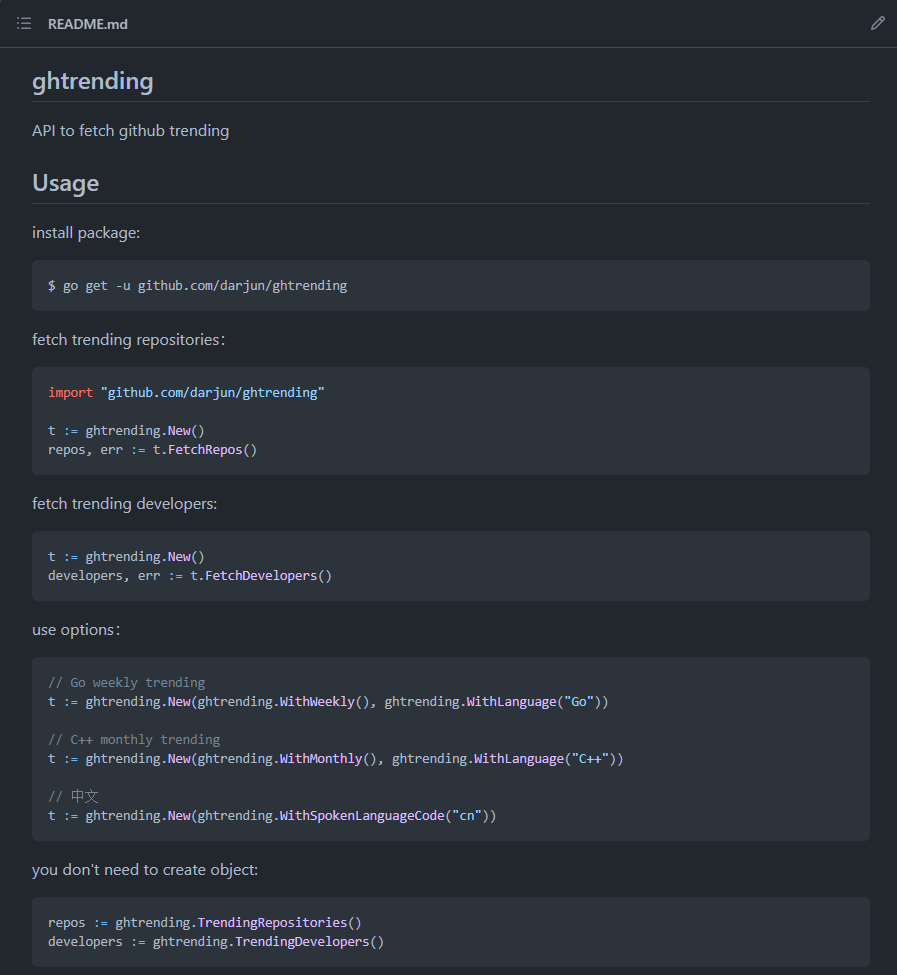 README.md
ghtrending
API to fetch github trending
Usage
install package:
$ go get -u github.com/darjun/ghtrending
fetch trending repositories：
import "github.com/darjun/ghtrending"
t := ghtrending.New()
repos, err := t.FetchRepos()
fetch trending developers:
t := ghtrending.New()
developers, err := t.FetchDevelopers()
use options：
// Go weekly trending
t := ghtrending.New(ghtrending.WithWeekly(), ghtrending.WithLanguage("Go"))
// C++ monthly trending
t := ghtrending.New(ghtrending.WithMonthly(), ghtrending.WithLanguage("C++"))
// 中文
t := ghtrending.New(ghtrending.WithSpokenLanguageCode("cn"))
you don't need to create object:
repos := ghtrending.TrendingRepositories()
developers := ghtrending.TrendingDevelopers()